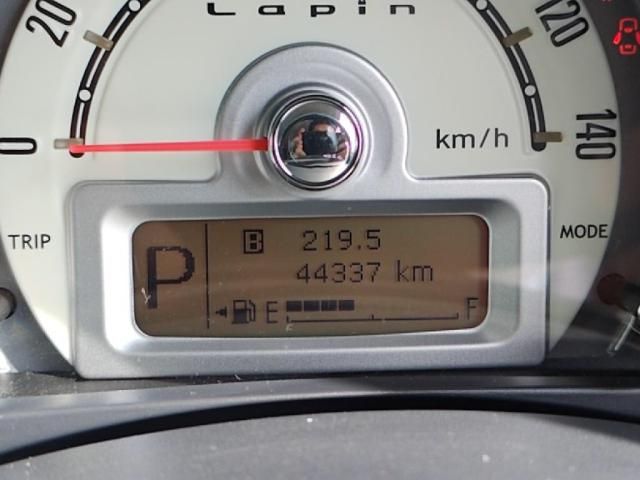 Lapin
20
120
0
km/h
140
TRIP
MODE
P
B 219.5
44337 km
E F